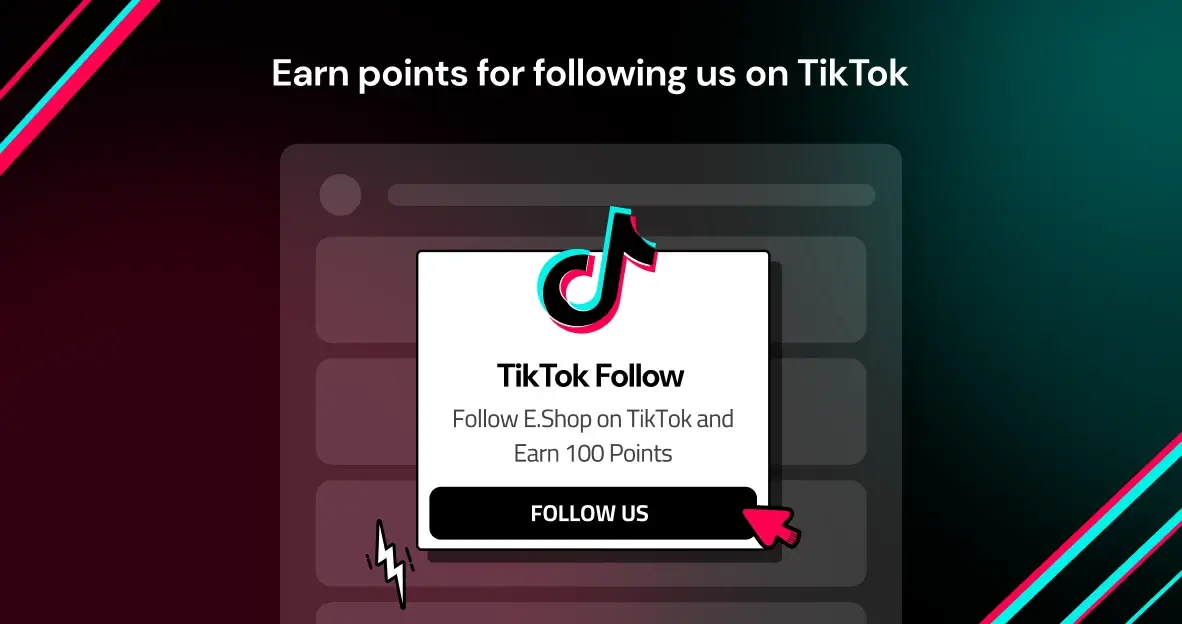 Earn points for following us on TikTok
TikTok Follow
Follow E.Shop on TikTok and
Earn 100 Points
FOLLOW US